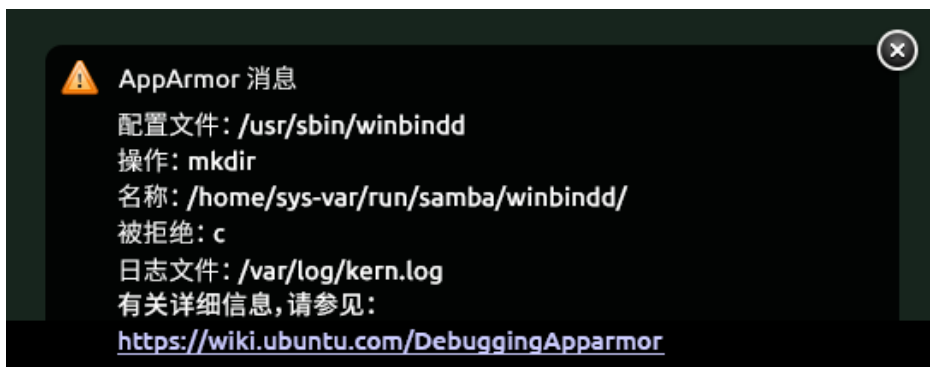 AppArmor 消息
配置文件：/usr/sbin/winbindd
操作：mkdir
名称：/home/sys-var/run/samba/winbindd/
被拒绝：c
日志文件：/var/log/kern.log
有关详细信息，请参见：
https://wiki.ubuntu.com/DebuggingApparmor